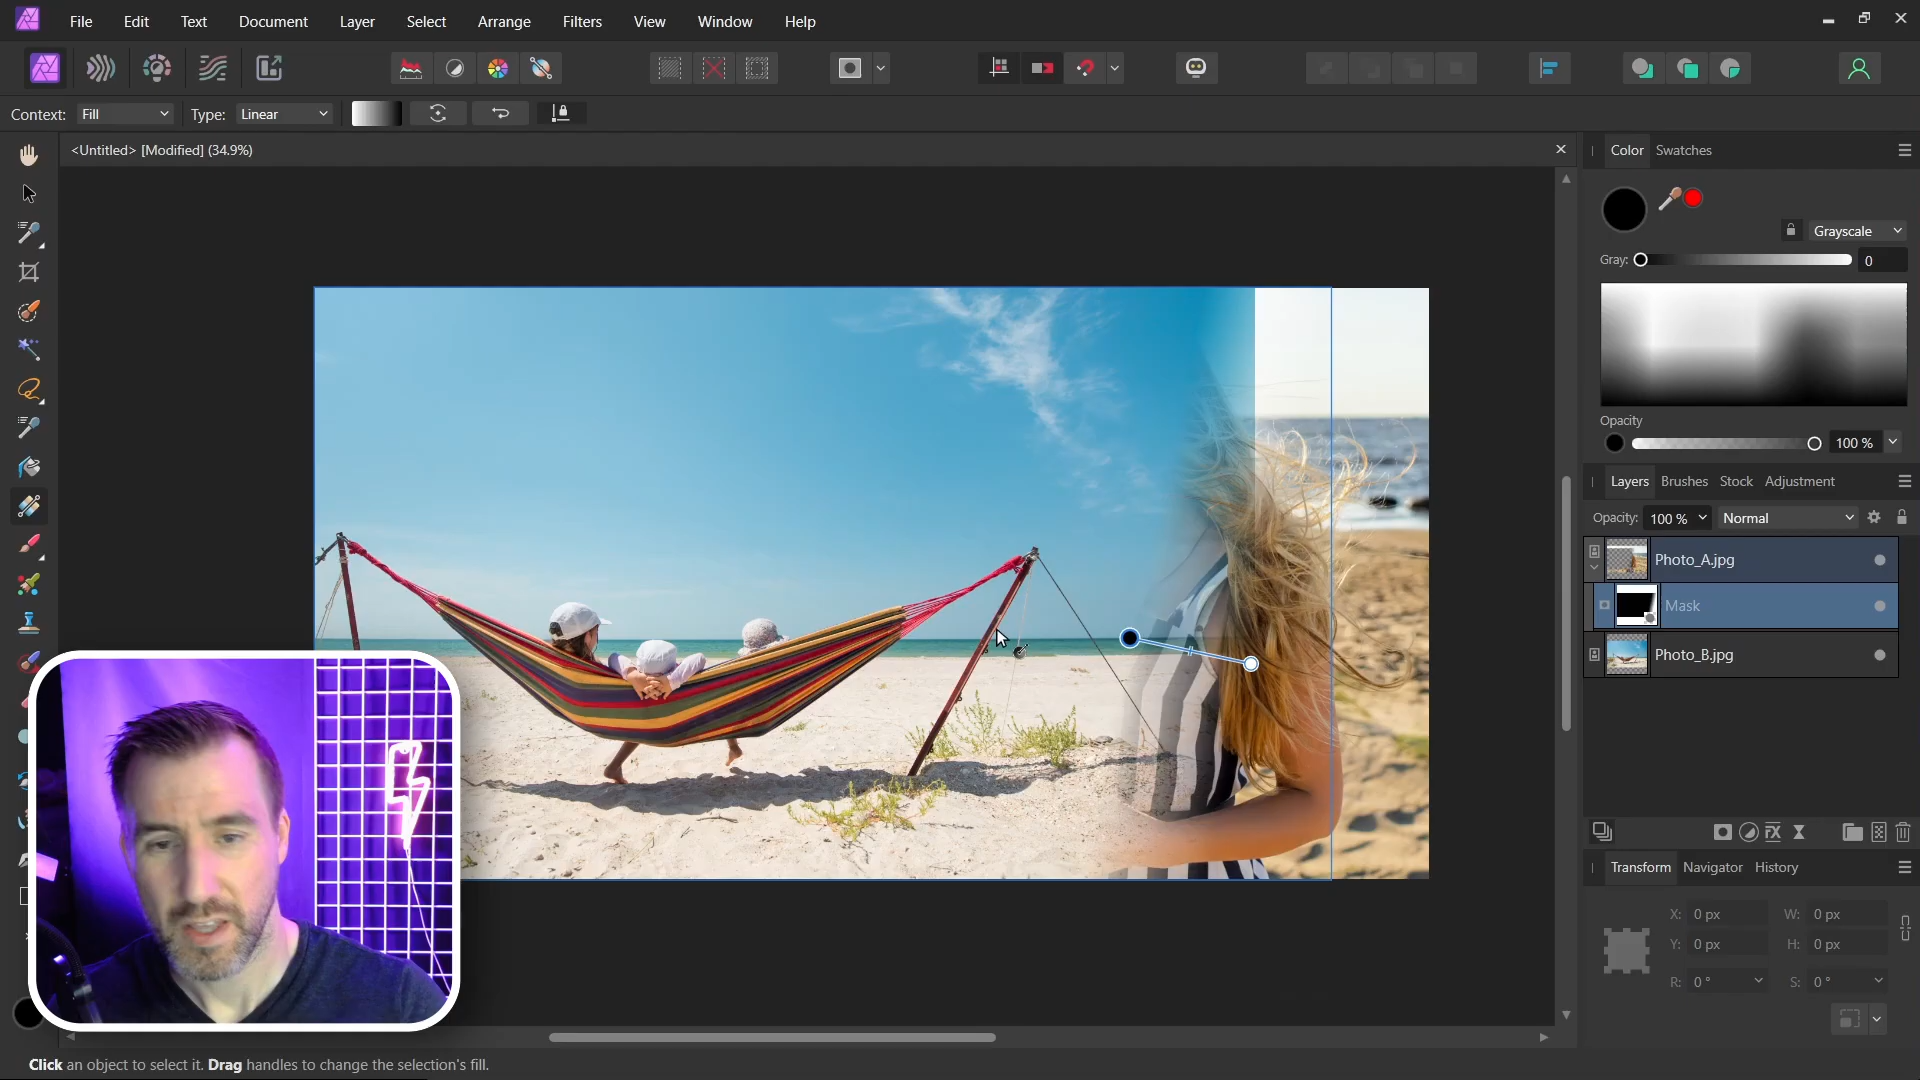 File Edit Text Document Layer Select Arrange Filters View Window Help
Context: Fill Type: Linear
<Untitled> [Modified] (34.9%)
Color Swatches
Grayscale
Gray: 0
Opacity
100 %
Layers Brushes Stock Adjustment
Opacity: 100 % Normal
Photo_A.jpg
Mask
Photo_B.jpg
Transform Navigator History
X: 0 px W: 0 px
Y: 0 px H: 0 px
R: 0 ° S: 0 °
Click an object to select it. Drag handles to change the selection's fill.